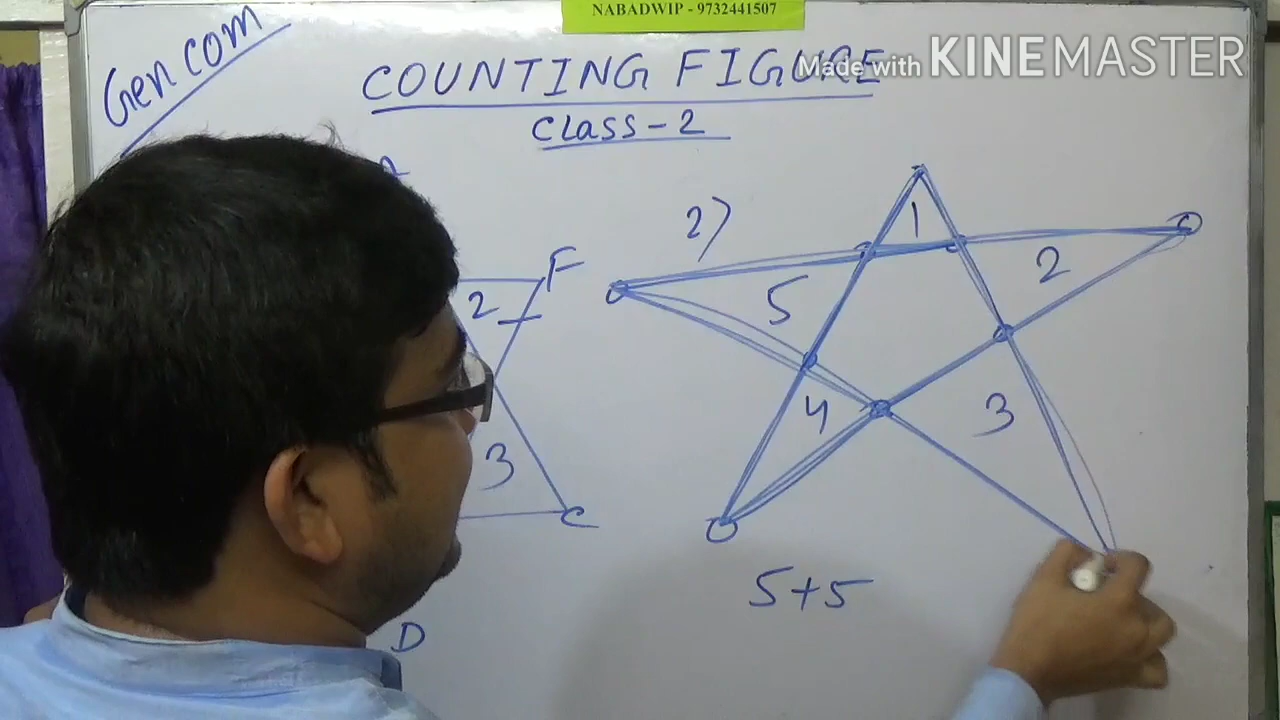 NABADWIP - 9732441507
Gen com
COUNTING FIGURE
Made with KINEMASTER
CLass-2
A
F
2
3
C
D
2)
1
2
5
4
3
5+5